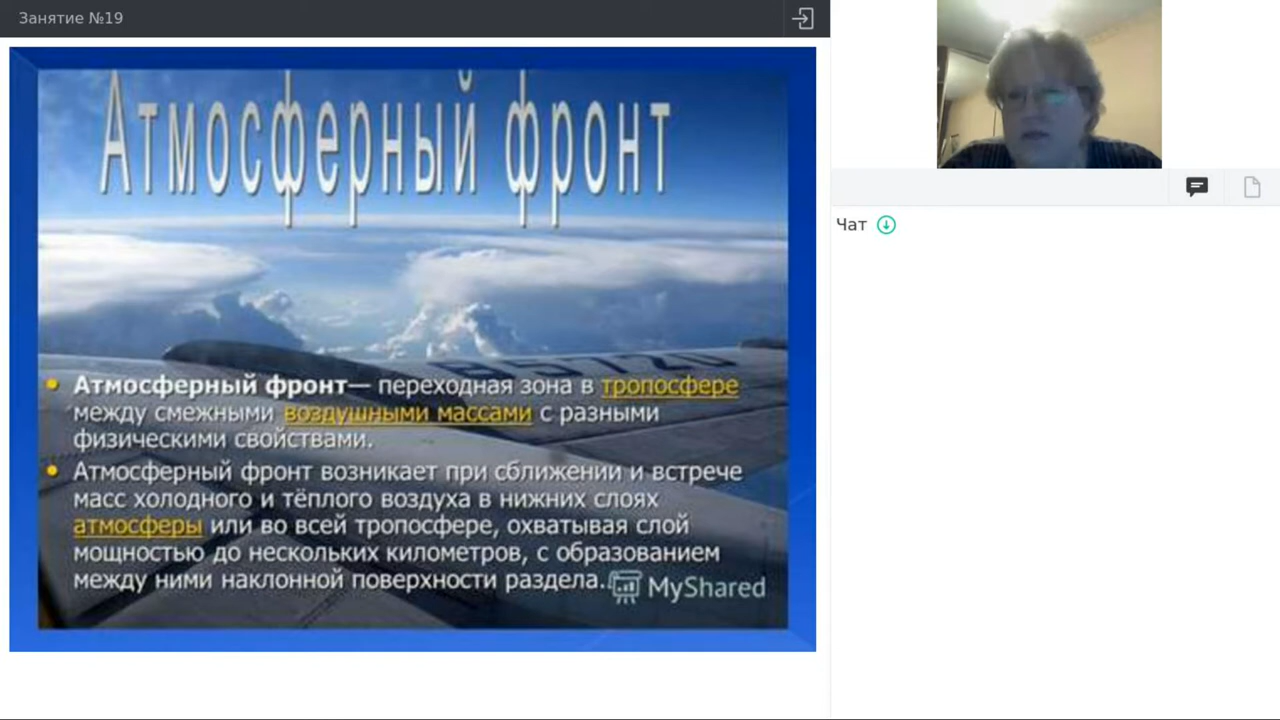 Занятие №19
Атмосферный фронт
Атмосферный фронт— переходная зона в тропосфере
между смежными воздушными массами с разными
физическими свойствами.
Атмосферный фронт возникает при сближении и встрече
масс холодного и тёплого воздуха в нижних слоях
атмосферы или во всей тропосфере, охватывая слой
мощностью до нескольких километров, с образованием
между ними наклонной поверхности раздела.
MyShared
Чат